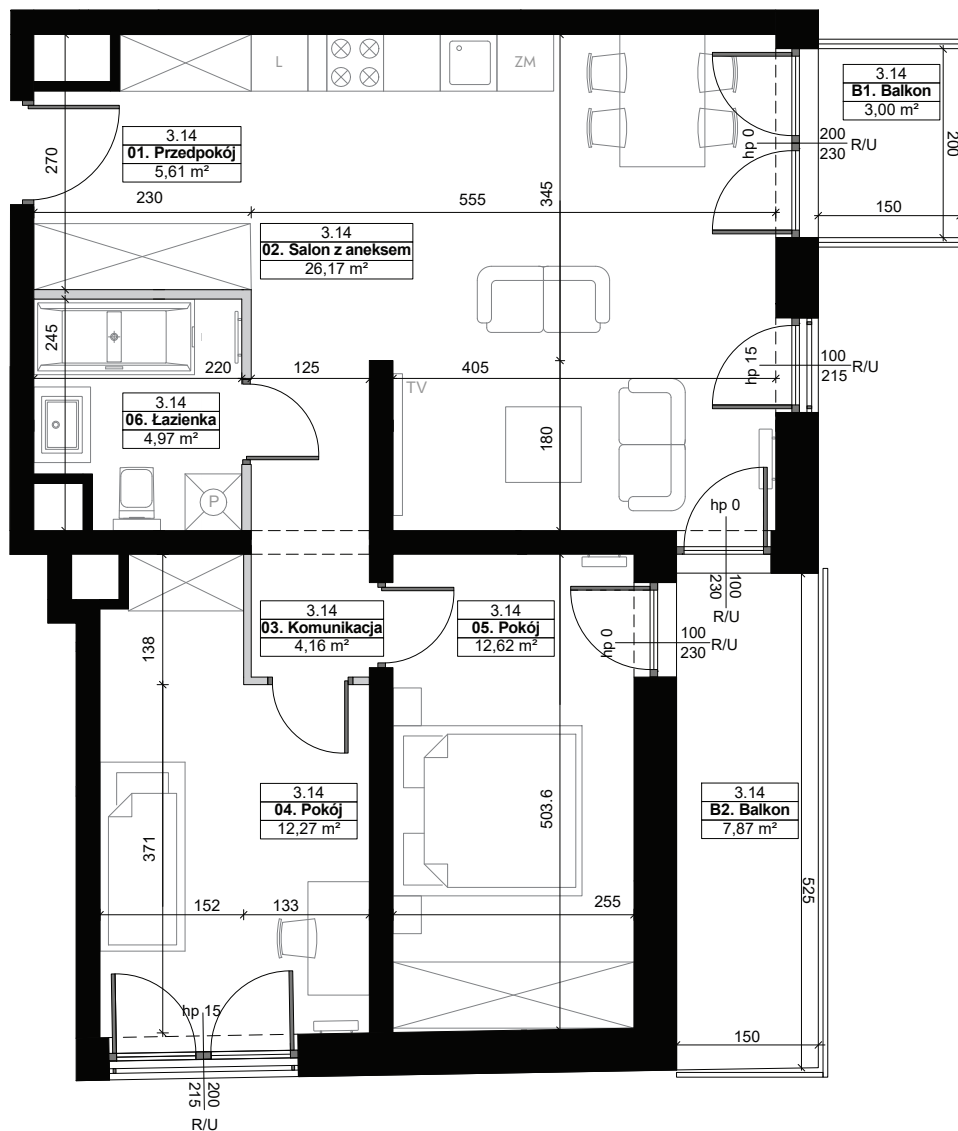 L
ZM
3.14
B1. Balkon
3,00 m²
3.14
01. Przedpokój
5,61 m²
270
hp 0
200
230
R/U
200
230
555
345
150
3.14
02. Salon z aneksem
26,17 m²
245
220
125
405
TV
hp 15
100
215
R/U
3.14
06. Łazienka
4,97 m²
180
P
hp 0
100
230
R/U
3.14
03. Komunikacja
4,16 m²
3.14
05. Pokój
12,62 m²
hp 0
100
230
R/U
138
3.14
04. Pokój
12,27 m²
503.6
3.14
B2. Balkon
7,87 m²
371
525
152
133
255
hp 15
150
200
215
R/U